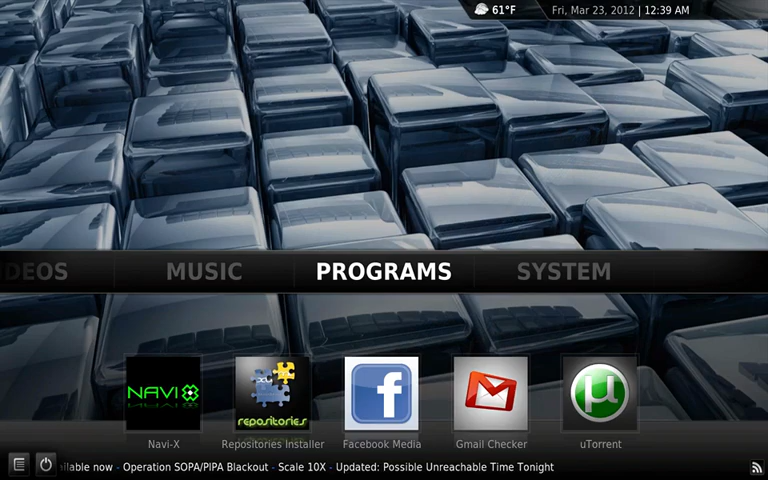 61°F
Fri, Mar 23, 2012 | 12:39 AM
DEOS
MUSIC
PROGRAMS
SYSTEM
NAVI X
repositories
f
M
µ
Navi-X
Repositories Installer
Facebook Media
Gmail Checker
uTorrent
ilable now - Operation SOPA/PIPA Blackout - Scale 10X - Updated: Possible Unreachable Time Tonight